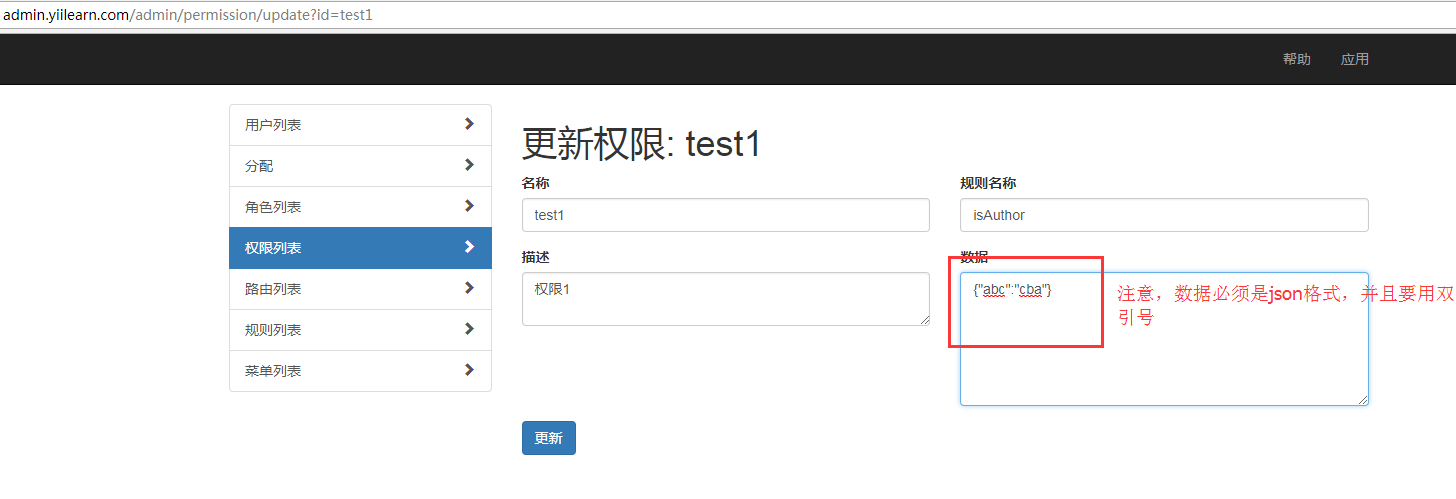 admin.yiilearn.com/admin/permission/update?id=test1
帮助 应用
用户列表
分配
角色列表
权限列表
路由列表
规则列表
菜单列表
更新权限: test1
名称
test1
规则名称
isAuthor
描述
权限1
数据
{"abc":"cba"}
注意，数据必须是json格式，并且要用双
引号
更新